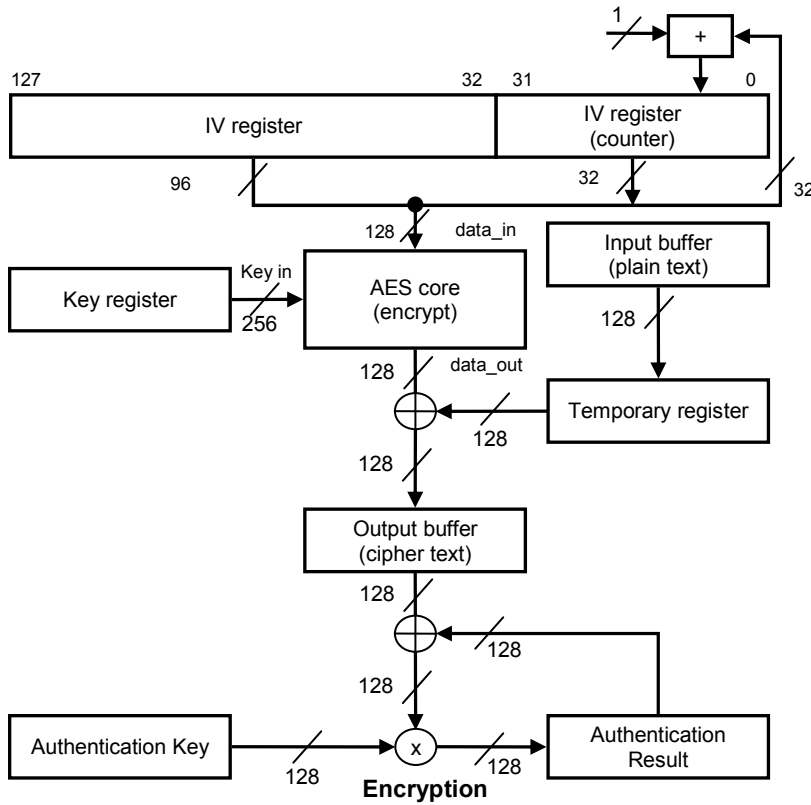 1
+
127
32
31
0
IV register
IV register
(counter)
96
32
32
128
data_in
Input buffer
(plain text)
Key register
Key in
256
AES core
(encrypt)
128
128
data_out
Temporary register
128
128
Output buffer
(cipher text)
128
128
128
Authentication Key
128
x
128
Authentication
Result
Encryption